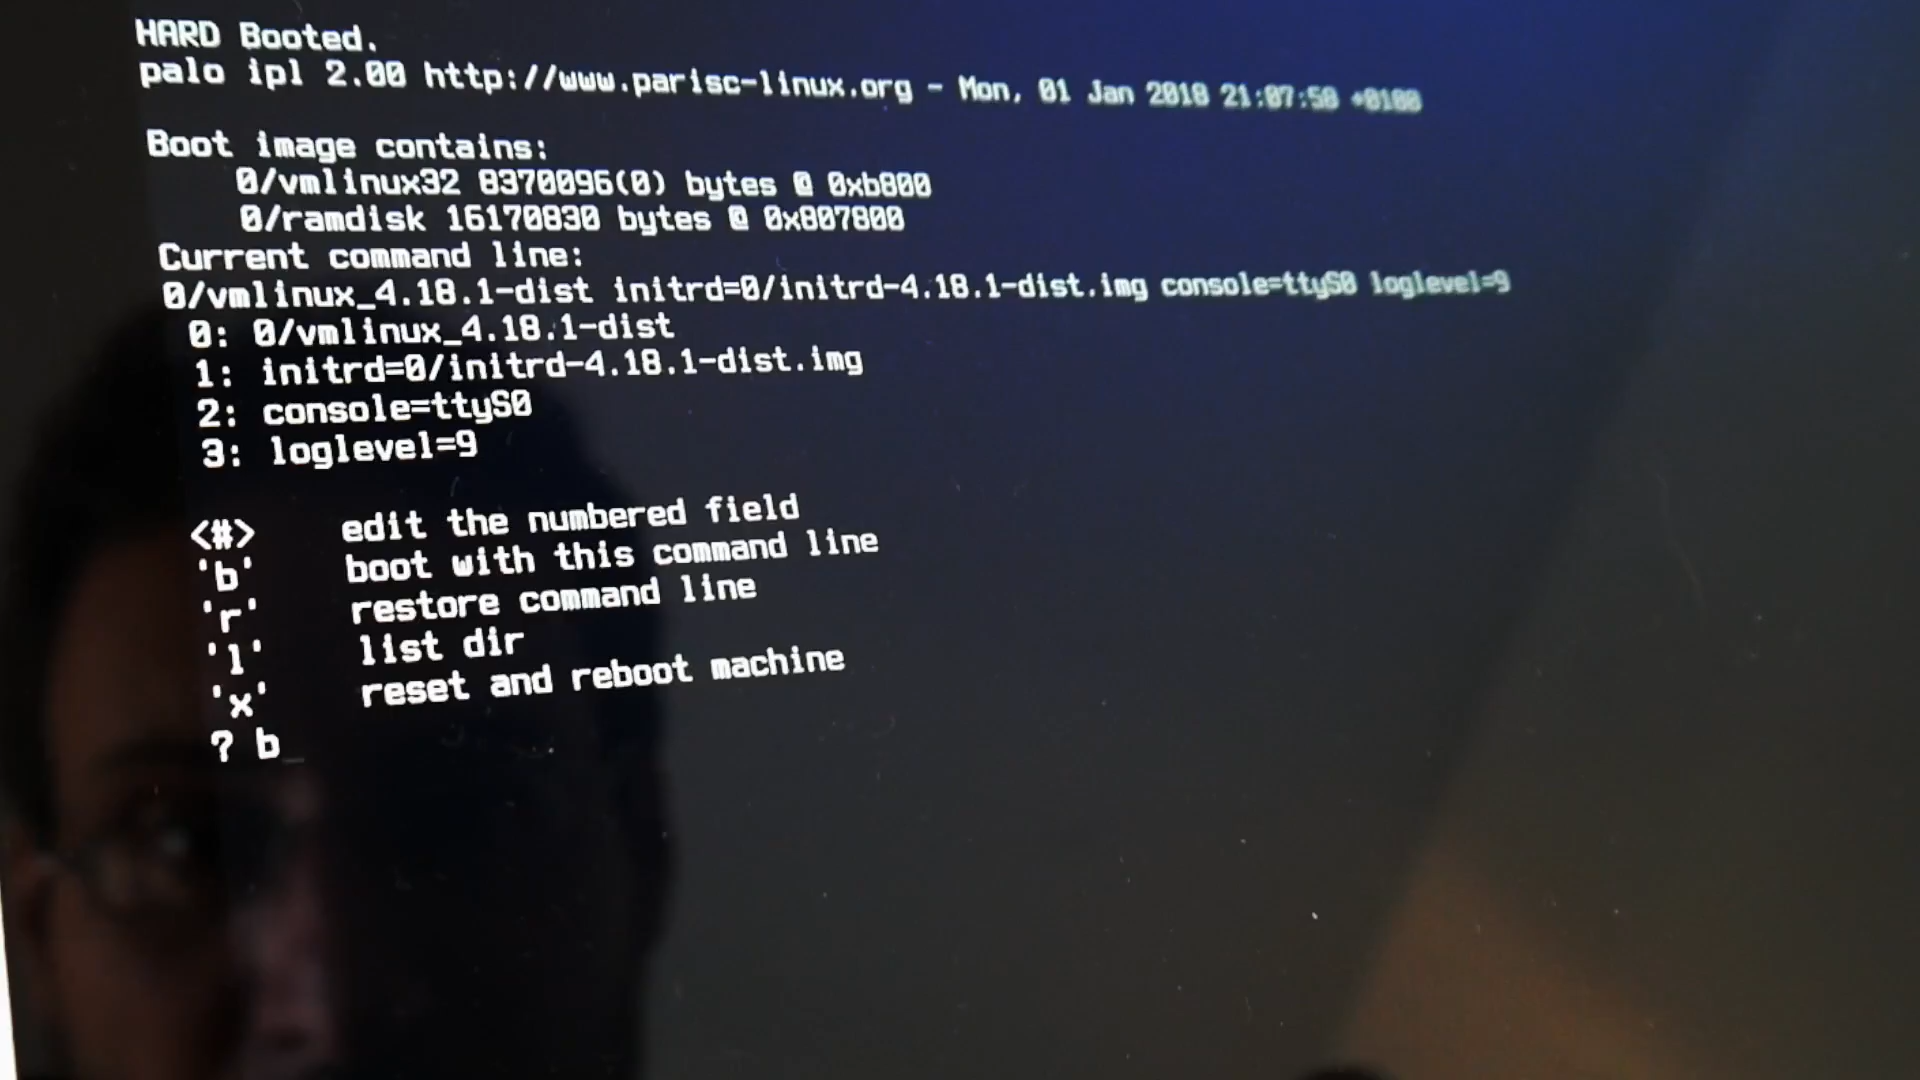 HARD Booted.
palo ipl 2.00 http://www.parisc-linux.org - Mon, 01 Jan 2018 21:07:50 +0100
Boot image contains:
0/vmlinux32 8370096(0) bytes @ 0xb800
0/ramdisk 16170830 bytes @ 0x807800
Current command line:
0/vmlinux_4.18.1-dist initrd=0/initrd-4.18.1-dist.img console=ttyS0 loglevel=9
0: 0/vmlinux_4.18.1-dist
1: initrd=0/initrd-4.18.1-dist.img
2: console=ttyS0
3: loglevel=9
<#> edit the numbered field
'b' boot with this command line
'r' restore command line
'l' list dir
'x' reset and reboot machine
? b_